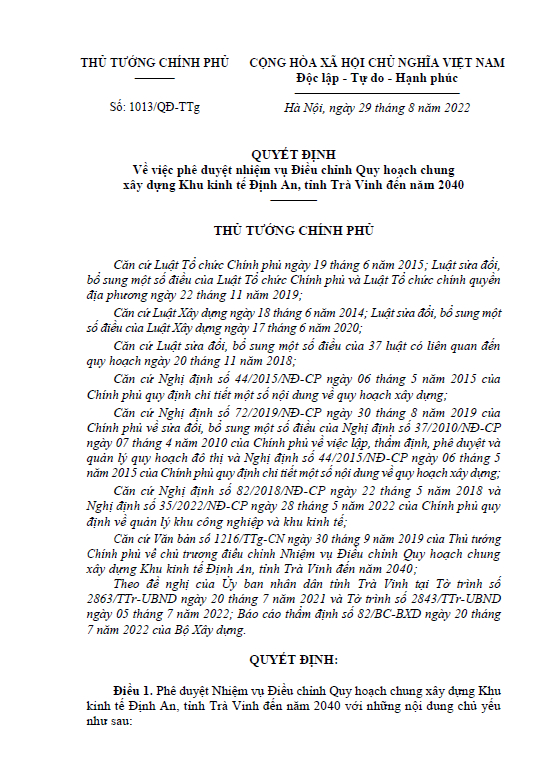 THỦ TƯỚNG CHÍNH PHỦ
CỘNG HÒA XÃ HỘI CHỦ NGHĨA VIỆT NAM
Độc lập - Tự do - Hạnh phúc
Số: 1013/QĐ-TTg
Hà Nội, ngày 29 tháng 8 năm 2022
QUYẾT ĐỊNH
Về việc phê duyệt nhiệm vụ Điều chỉnh Quy hoạch chung
xây dựng Khu kinh tế Định An, tỉnh Trà Vinh đến năm 2040
THỦ TƯỚNG CHÍNH PHỦ
Căn cứ Luật Tổ chức Chính phủ ngày 19 tháng 6 năm 2015; Luật sửa đổi,
bổ sung một số điều của Luật Tổ chức Chính phủ và Luật Tổ chức chính quyền
địa phương ngày 22 tháng 11 năm 2019;
Căn cứ Luật Xây dựng ngày 18 tháng 6 năm 2014; Luật sửa đổi, bổ sung một
số điều của Luật Xây dựng ngày 17 tháng 6 năm 2020;
Căn cứ Luật sửa đổi, bổ sung một số điều của 37 luật có liên quan đến
quy hoạch ngày 20 tháng 11 năm 2018;
Căn cứ Nghị định số 44/2015/NĐ-CP ngày 06 tháng 5 năm 2015 của
Chính phủ quy định chi tiết một số nội dung về quy hoạch xây dựng;
Căn cứ Nghị định số 72/2019/NĐ-CP ngày 30 tháng 8 năm 2019 của
Chính phủ về sửa đổi, bổ sung một số điều của Nghị định số 37/2010/NĐ-CP
ngày 07 tháng 4 năm 2010 của Chính phủ về việc lập, thẩm định, phê duyệt và
quản lý quy hoạch đô thị và Nghị định số 44/2015/NĐ-CP ngày 06 tháng 5
năm 2015 của Chính phủ quy định chi tiết một số nội dung về quy hoạch xây dựng;
Căn cứ Nghị định số 82/2018/NĐ-CP ngày 22 tháng 5 năm 2018 và
Nghị định số 35/2022/NĐ-CP ngày 28 tháng 5 năm 2022 của Chính phủ quy
định về quản lý khu công nghiệp và khu kinh tế;
Căn cứ Văn bản số 1216/TTg-CN ngày 30 tháng 9 năm 2019 của Thủ tướng
Chính phủ về chủ trương điều chỉnh Nhiệm vụ Điều chỉnh Quy hoạch chung
xây dựng Khu kinh tế Định An, tỉnh Trà Vinh đến năm 2040;
Theo đề nghị của Ủy ban nhân dân tỉnh Trà Vinh tại Tờ trình số
2863/TTr-UBND ngày 20 tháng 7 năm 2021 và Tờ trình số 2843/TTr-UBND
ngày 05 tháng 7 năm 2022; Báo cáo thẩm định số 82/BC-BXD ngày 20 tháng
7 năm 2022 của Bộ Xây dựng.
QUYẾT ĐỊNH:
Điều 1. Phê duyệt Nhiệm vụ Điều chỉnh Quy hoạch chung xây dựng Khu
kinh tế Định An, tỉnh Trà Vinh đến năm 2040 với những nội dung chủ yếu
như sau: